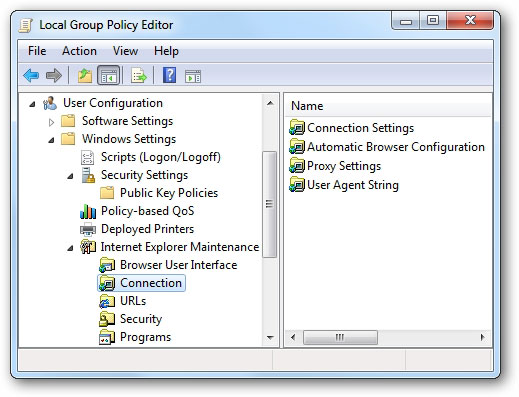 Local Group Policy Editor
File Action View Help
User Configuration
Software Settings
Windows Settings
Scripts (Logon/Logoff)
Security Settings
Public Key Policies
Policy-based QoS
Deployed Printers
Internet Explorer Maintenance
Browser User Interface
Connection
URLs
Security
Programs
Name
Connection Settings
Automatic Browser Configuration
Proxy Settings
User Agent String